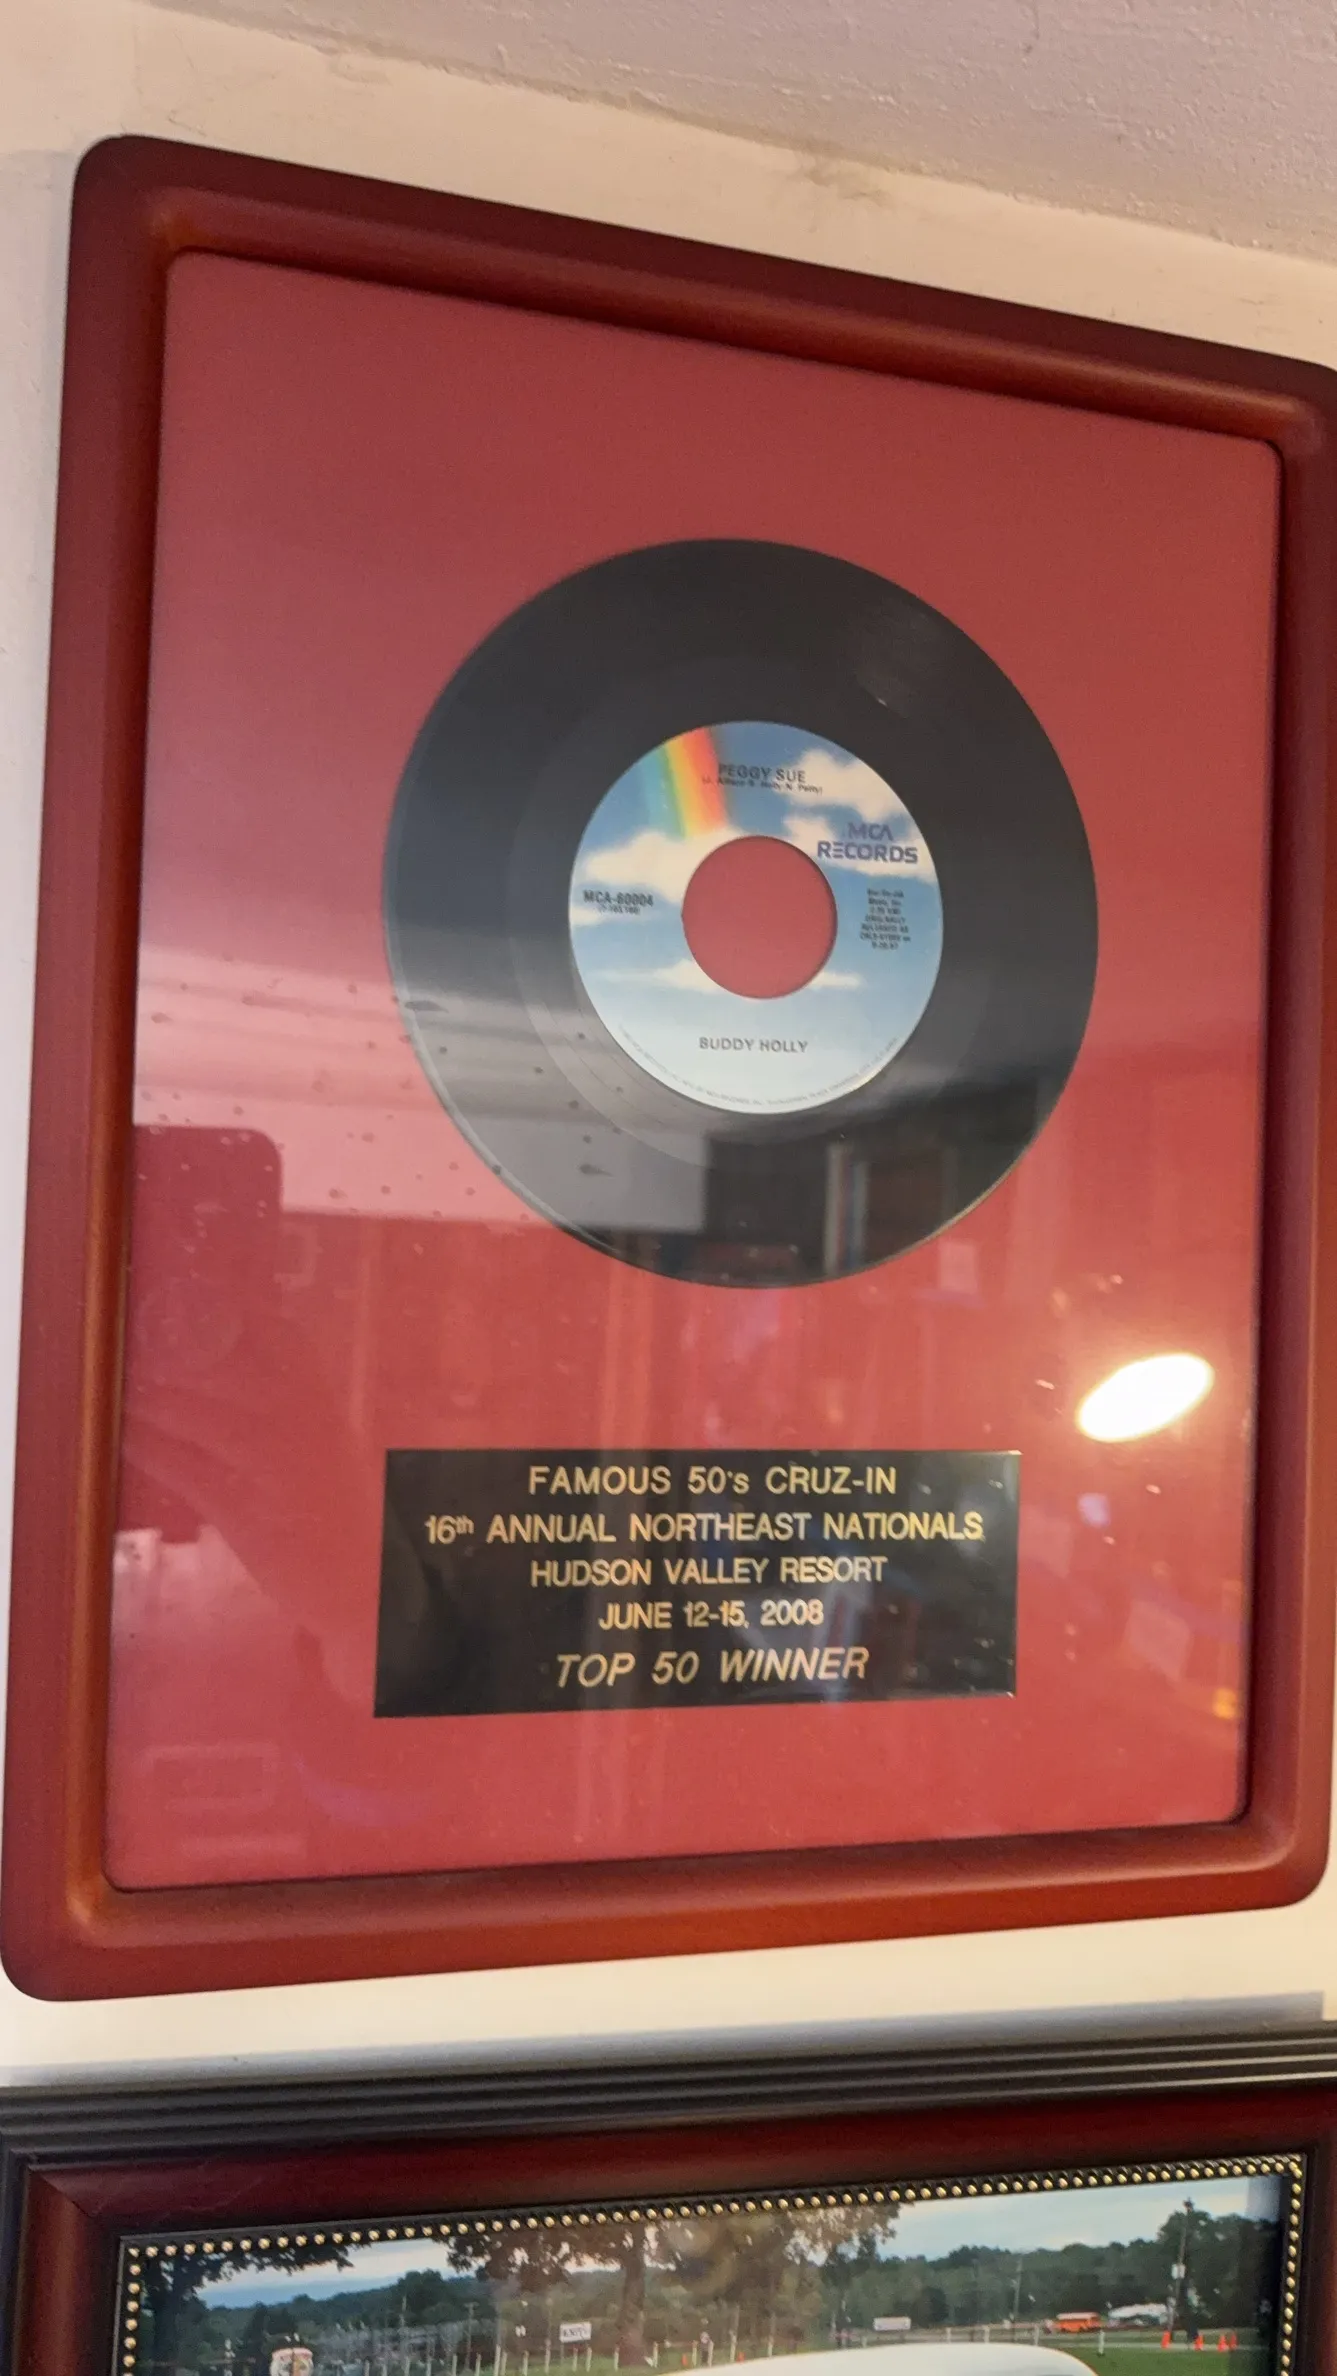 PEGGY SUE
MCA
RECORDS
MCA-60004
BUDDY HOLLY
FAMOUS 50's CRUZ-IN
16th ANNUAL NORTHEAST NATIONALS
HUDSON VALLEY RESORT
JUNE 12-15, 2008
TOP 50 WINNER